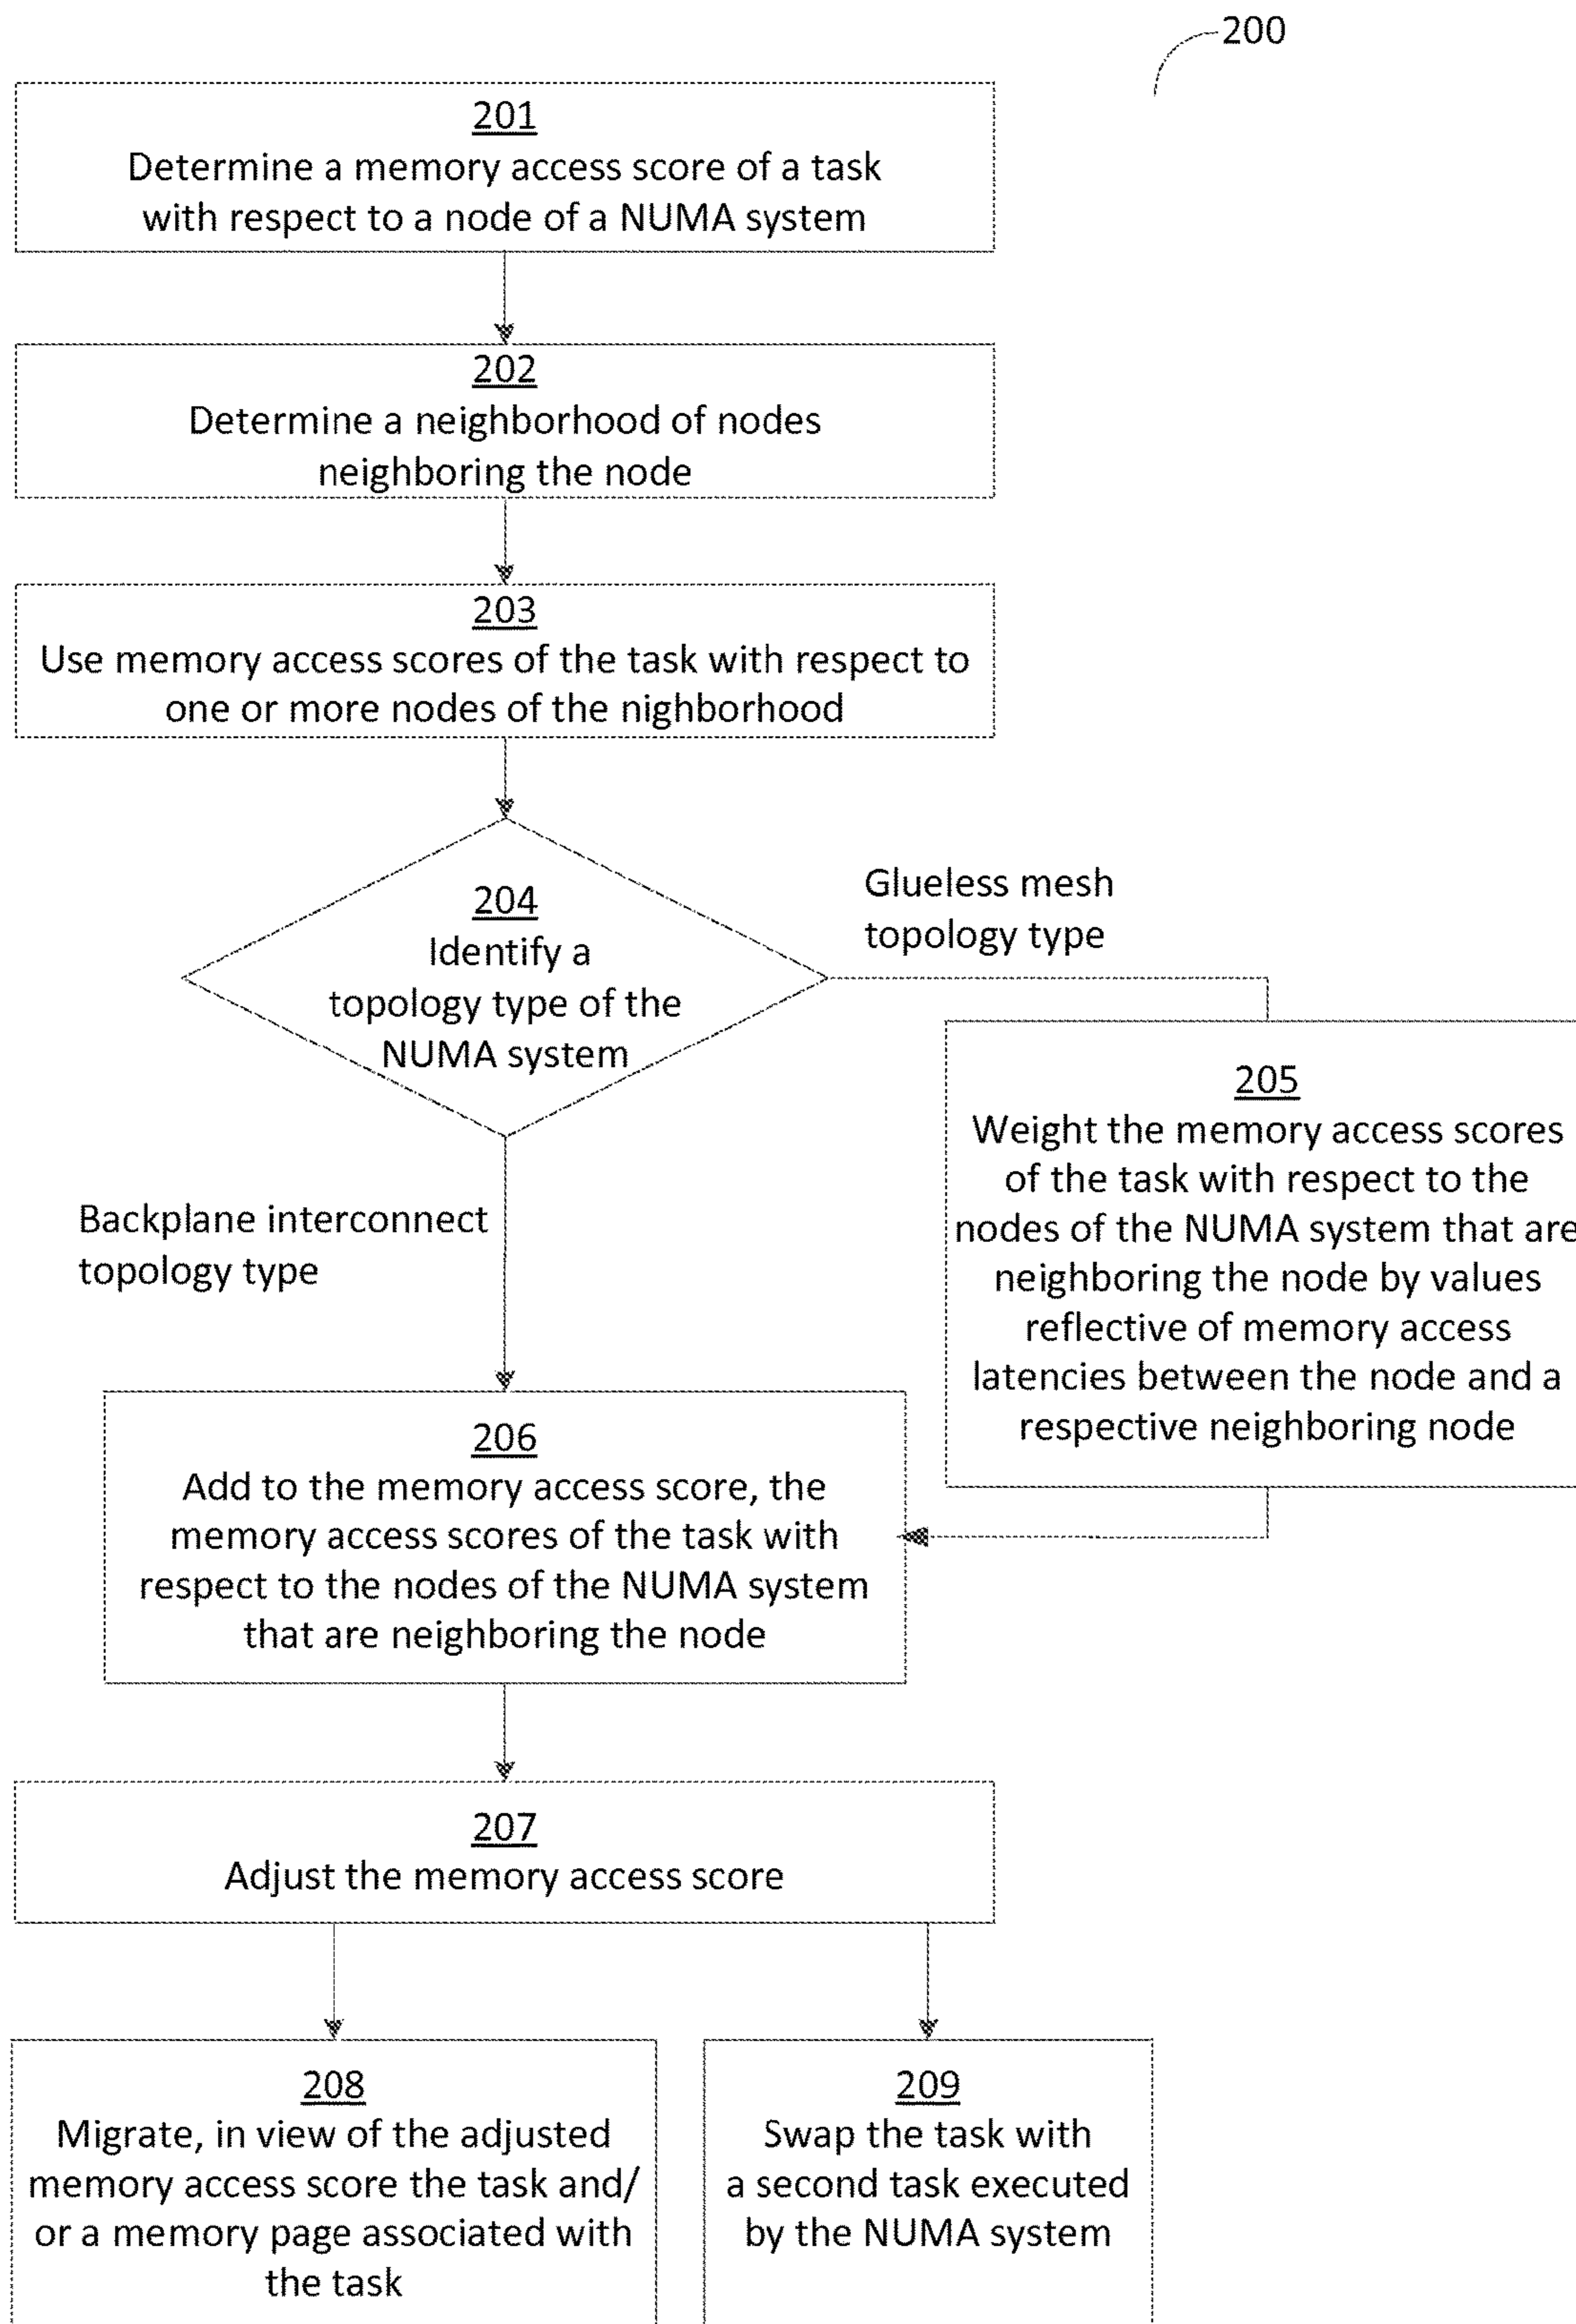 200
201
Determine a memory access score of a task
with respect to a node of a NUMA system
202
Determine a neighborhood of nodes
neighboring the node
203
Use memory access scores of the task with respect to
one or more nodes of the nighborhood
204
Identify a
topology type of the
NUMA system
Glueless mesh
topology type
205
Weight the memory access scores
of the task with respect to the
nodes of the NUMA system that are
neighboring the node by values
reflective of memory access
latencies between the node and a
respective neighboring node
Backplane interconnect
topology type
206
Add to the memory access score, the
memory access scores of the task with
respect to the nodes of the NUMA system
that are neighboring the node
207
Adjust the memory access score
208
Migrate, in view of the adjusted
memory access score the task and/
or a memory page associated with
the task
209
Swap the task with
a second task executed
by the NUMA system